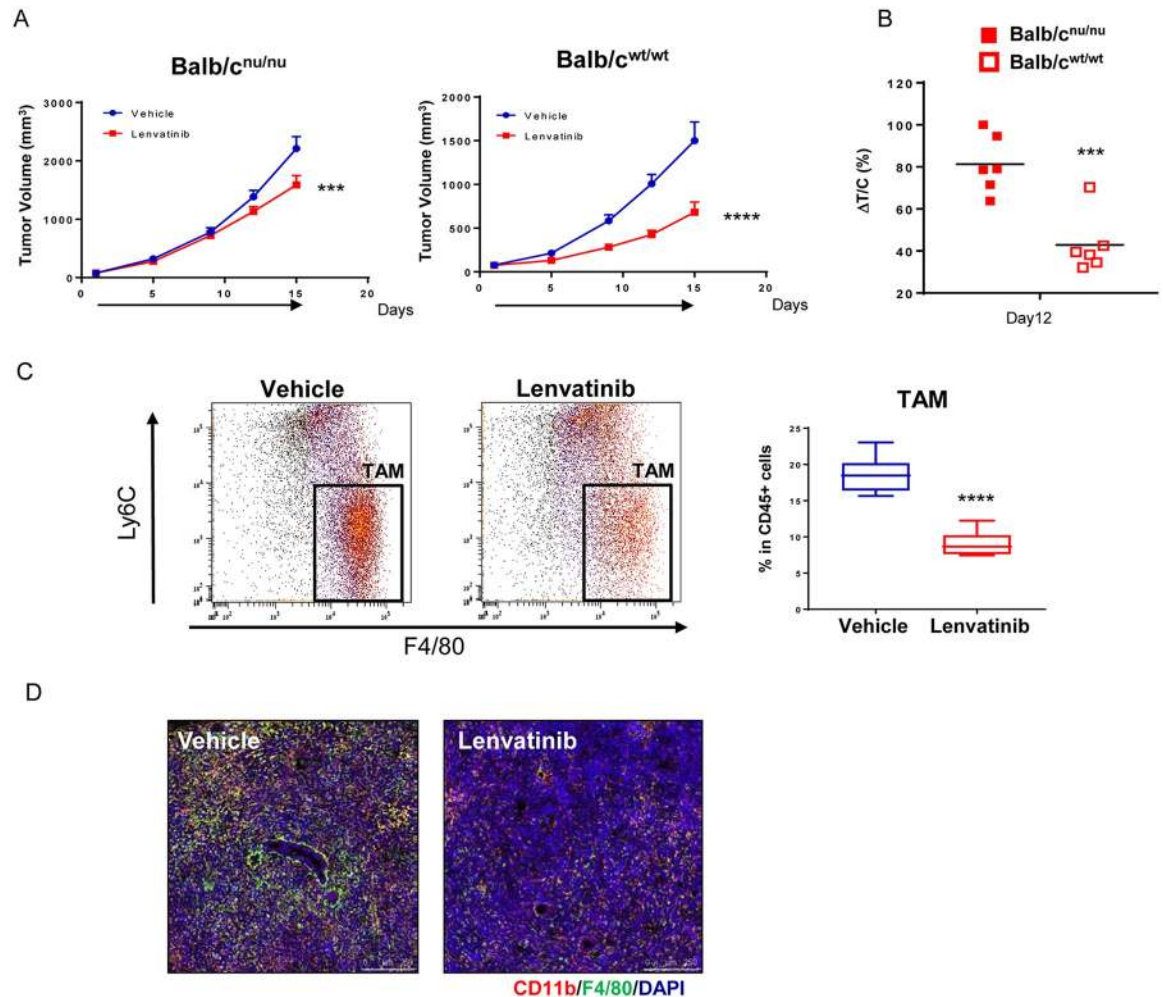 A
Balb/c^nu/nu
Tumor Volume (mm³)
3000
2000
1000
0
Vehicle
Lenvatinib
***
0 5 10 15 20
Days
Balb/c^wt/wt
Tumor Volume (mm³)
2000
1500
1000
500
0
Vehicle
Lenvatinib
****
0 5 10 15 20
Days
B
Balb/c^nu/nu
Balb/c^wt/wt
ΔT/C (%)
120
100
80
60
40
20
***
Day12
C
Vehicle
Lenvatinib
Ly6C
TAM
TAM
F4/80
TAM
% in CD45+ cells
25
20
15
10
5
0
****
Vehicle Lenvatinib
D
Vehicle
Lenvatinib
CD11b/F4/80/DAPI